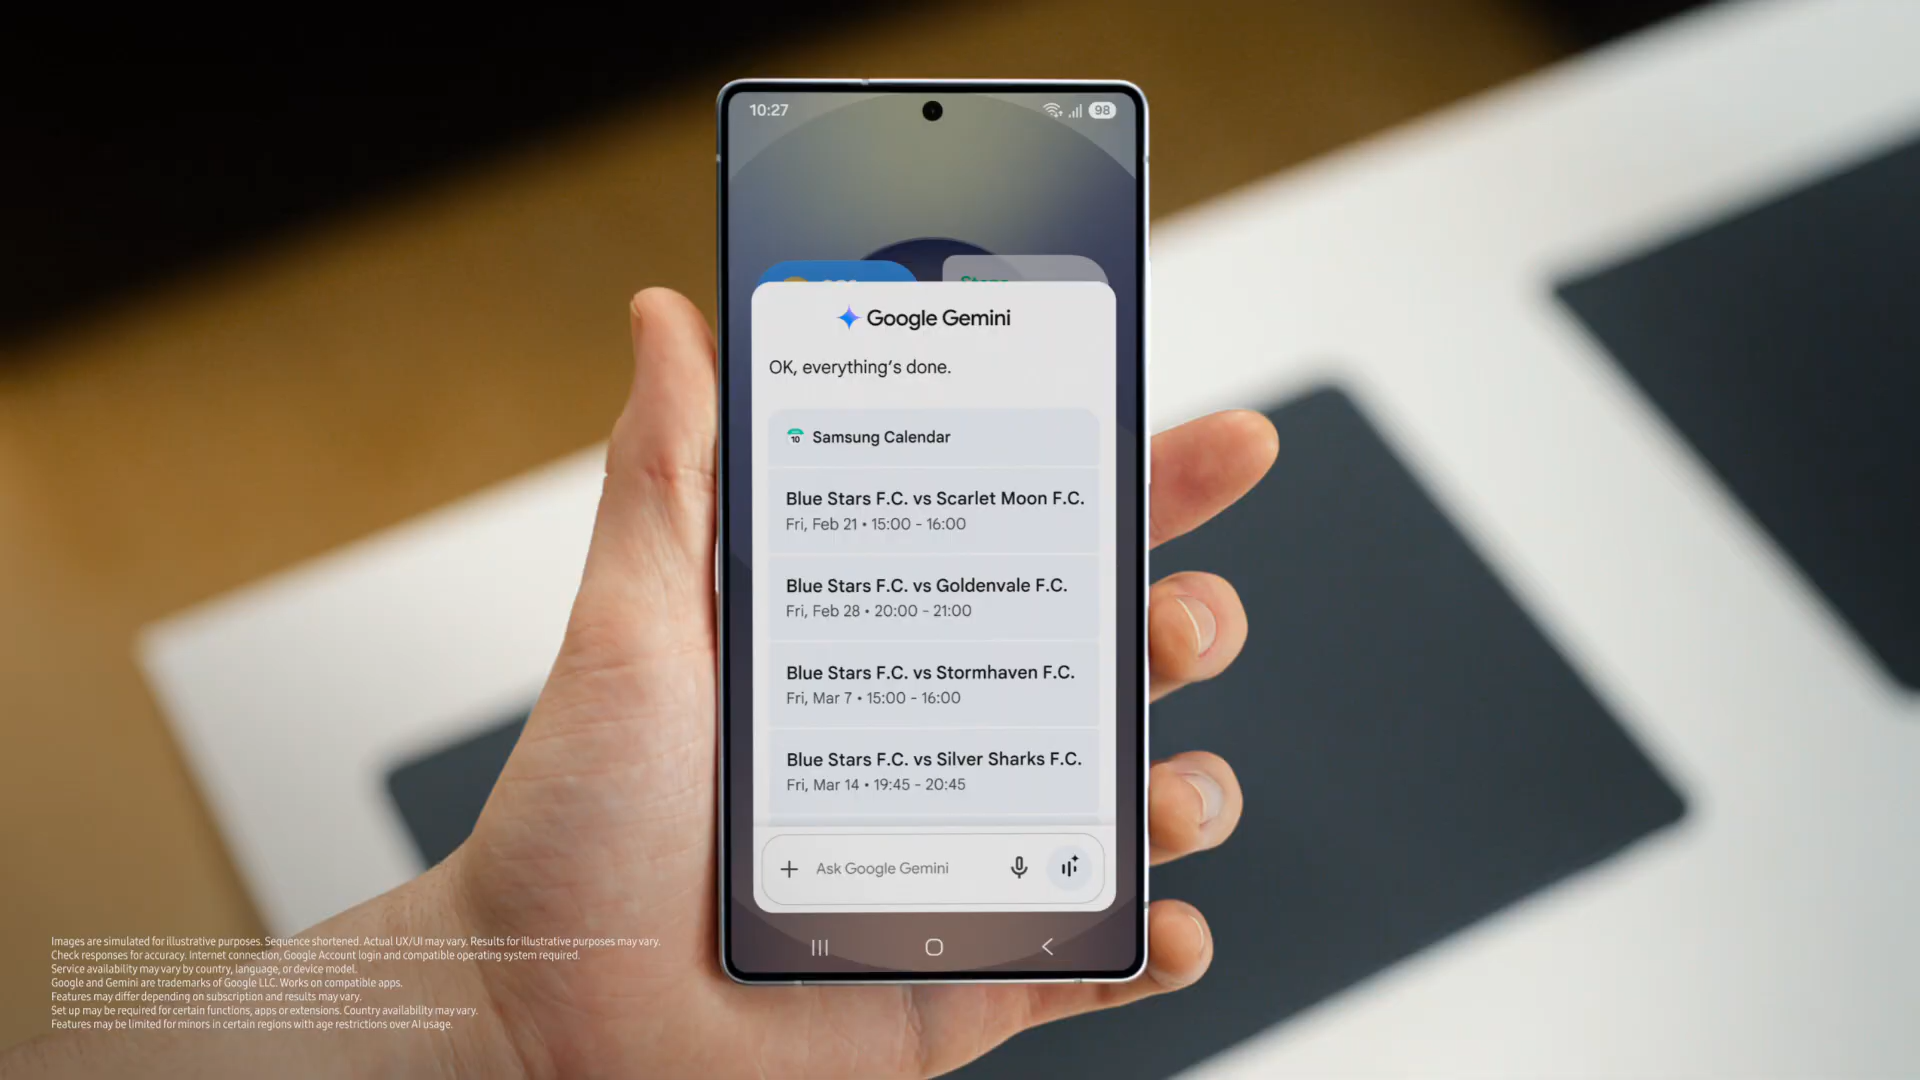 10:27
98
Google Gemini
OK, everything's done.
10
Samsung Calendar
Blue Stars F.C. vs Scarlet Moon F.C.
Fri, Feb 21 • 15:00 - 16:00
Blue Stars F.C. vs Goldenvale F.C.
Fri, Feb 28 • 20:00 - 21:00
Blue Stars F.C. vs Stormhaven F.C.
Fri, Mar 7 • 15:00 - 16:00
Blue Stars F.C. vs Silver Sharks F.C.
Fri, Mar 14 • 19:45 - 20:45
Ask Google Gemini
Images are simulated for illustrative purposes. Sequence shortened. Actual UX/UI may vary. Results for illustrative purposes may vary.
Check responses for accuracy. Internet connection, Google Account login and compatible operating system required.
Service availability may vary by country, language, or device model.
Google and Gemini are trademarks of Google LLC. Works on compatible apps.
Features may differ depending on subscription and results may vary.
Set up may be required for certain functions, apps or extensions. Country availability may vary.
Features may be limited for minors in certain regions with age restrictions over AI usage.